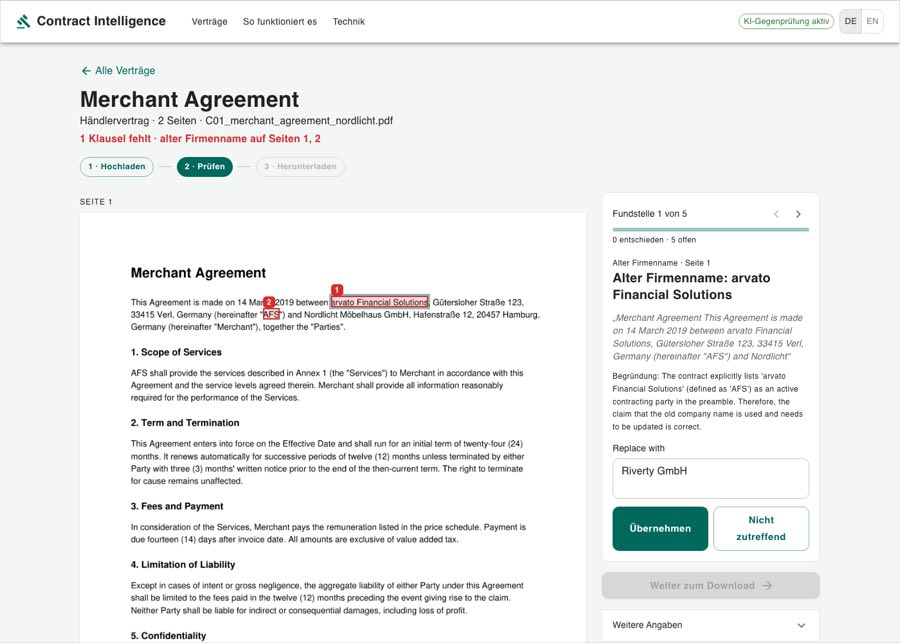 Contract Intelligence
Verträge
So funktioniert es
Technik
KI-Gegenprüfung aktiv
DE
EN
← Alle Verträge
Merchant Agreement
Händlervertrag · 2 Seiten · C01_merchant_agreement_nordlicht.pdf
1 Klausel fehlt · alter Firmenname auf Seiten 1, 2
1 · Hochladen
2 · Prüfen
3 · Herunterladen
SEITE 1
Merchant Agreement
1
This Agreement is made on 14 March 2019 between arvato Financial Solutions, Gütersloher Straße 123,
2
33415 Verl, Germany (hereinafter "AFS") and Nordlicht Möbelhaus GmbH, Hafenstraße 12, 20457 Hamburg,
Germany (hereinafter "Merchant"), together the "Parties".
1. Scope of Services
AFS shall provide the services described in Annex 1 (the "Services") to Merchant in accordance with this
Agreement and the service levels agreed therein. Merchant shall provide all information reasonably
required for the performance of the Services.
2. Term and Termination
This Agreement enters into force on the Effective Date and shall run for an initial term of twenty-four (24)
months. It renews automatically for successive periods of twelve (12) months unless terminated by either
Party with three (3) months' written notice prior to the end of the then-current term. The right to terminate
for cause remains unaffected.
3. Fees and Payment
In consideration of the Services, Merchant pays the remuneration listed in the price schedule. Payment is
due fourteen (14) days after invoice date. All amounts are exclusive of value added tax.
4. Limitation of Liability
Except in cases of intent or gross negligence, the aggregate liability of either Party under this Agreement
shall be limited to the fees paid in the twelve (12) months preceding the event giving rise to the claim.
Neither Party shall be liable for indirect or consequential damages, including loss of profit.
5. Confidentiality
Fundstelle 1 von 5
0 entschieden · 5 offen
Alter Firmenname · Seite 1
Alter Firmenname: arvato
Financial Solutions
„Merchant Agreement This Agreement is made
on 14 March 2019 between arvato Financial
Solutions, Gütersloher Straße 123, 33415 Verl,
Germany (hereinafter "AFS") and Nordlicht“
Begründung: The contract explicitly lists 'arvato
Financial Solutions' (defined as 'AFS') as an active
contracting party in the preamble. Therefore, the
claim that the old company name is used and needs
to be updated is correct.
Replace with
Riverty GmbH
Übernehmen
Nicht
zutreffend
Weiter zum Download →
Weitere Angaben